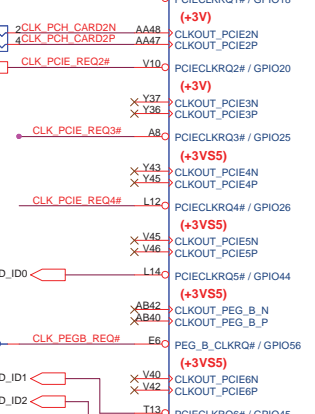 (+3V)
2 CLK_PCH_CARD2N AA48 CLKOUT_PCIE2N
4 CLK_PCH_CARD2P AA47 CLKOUT_PCIE2P
CLK_PCIE_REQ2# V10 PCIECLKRQ2# / GPIO20
(+3V)
Y37 CLKOUT_PCIE3N
Y36 CLKOUT_PCIE3P
CLK_PCIE_REQ3# A8 PCIECLKRQ3# / GPIO25
(+3VS5)
Y43 CLKOUT_PCIE4N
Y45 CLKOUT_PCIE4P
CLK_PCIE_REQ4# L12 PCIECLKRQ4# / GPIO26
(+3VS5)
V45 CLKOUT_PCIE5N
V46 CLKOUT_PCIE5P
D_ID0 L14 PCIECLKRQ5# / GPIO44
(+3VS5)
AB42 CLKOUT_PEG_B_N
AB40 CLKOUT_PEG_B_P
CLK_PEGB_REQ# E6 PEG_B_CLKRQ# / GPIO56
(+3VS5)
D_ID1 V40 CLKOUT_PCIE6N
V42 CLKOUT_PCIE6P
D_ID2
T13